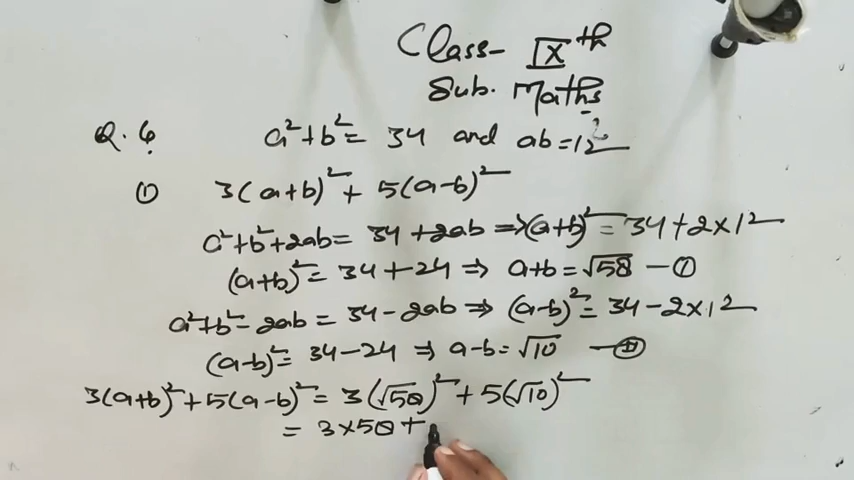 Class- IXth
Sub. Maths
Q. 6 a²+b² = 34 and ab = 12
① 3(a+b)² + 5(a-b)²
a²+b²+2ab = 34+2ab ⇒ (a+b)² = 34+2×12
(a+b)² = 34+24 ⇒ a+b = √58 — ①
a²+b²-2ab = 34-2ab ⇒ (a-b)² = 34-2×12
(a-b)² = 34-24 ⇒ a-b = √10 — ⑪
3(a+b)² + 5(a-b)² = 3(√58)² + 5(√10)²
= 3×58+